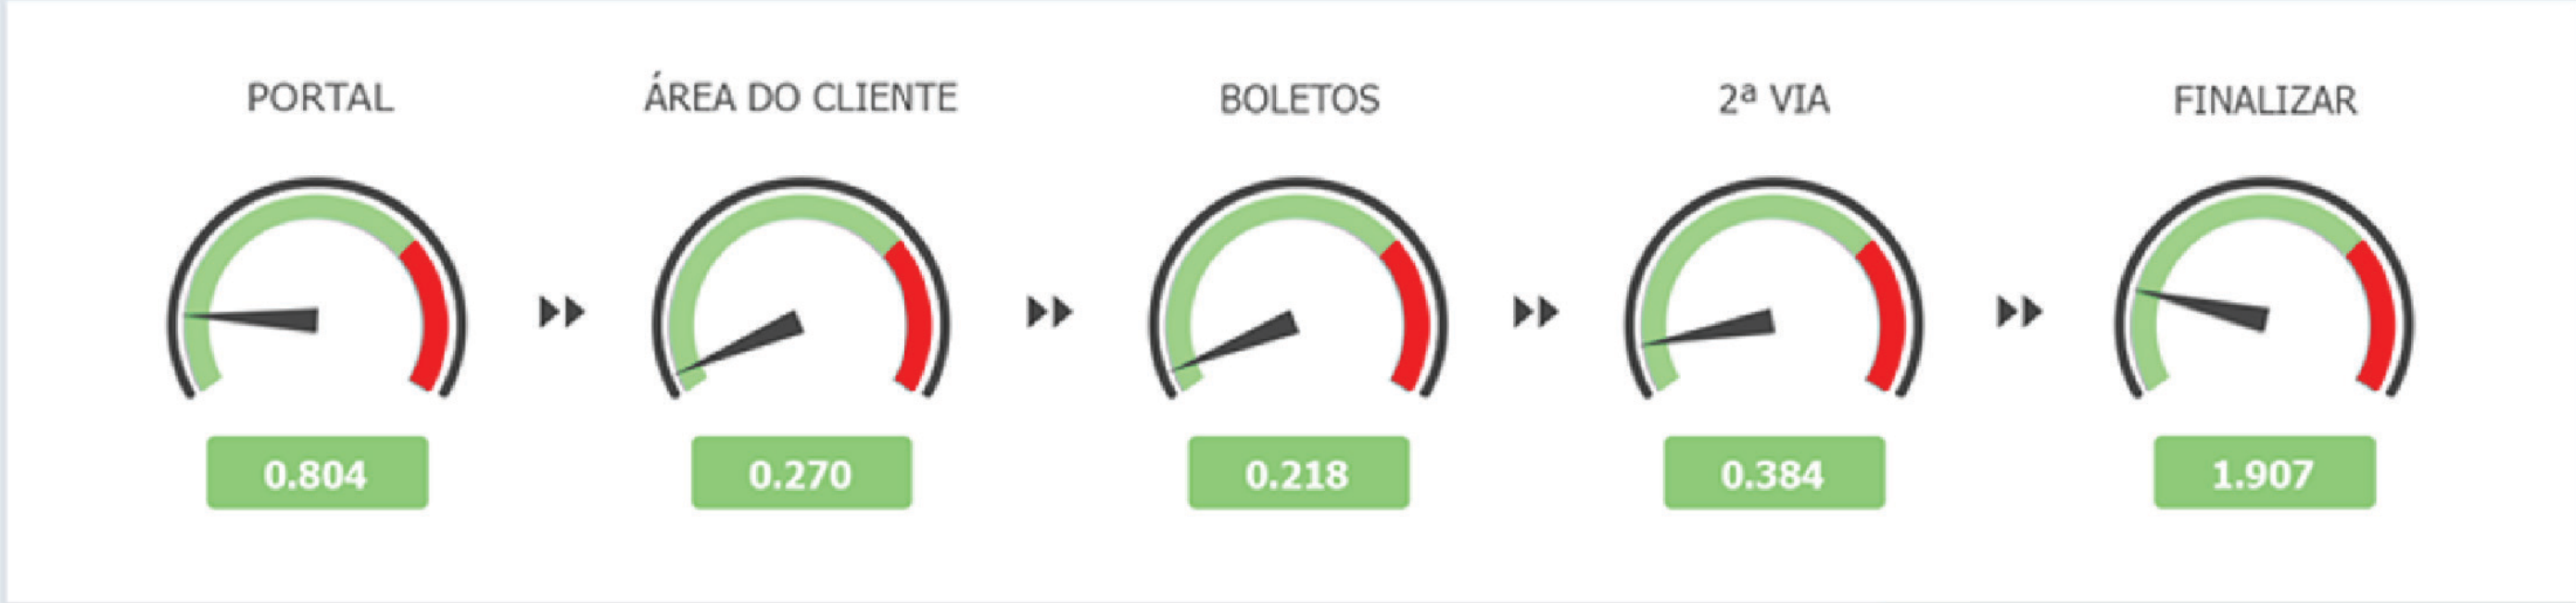 PORTAL
ÁREA DO CLIENTE
BOLETOS
2ª VIA
FINALIZAR
0.804
0.270
0.218
0.384
1.907